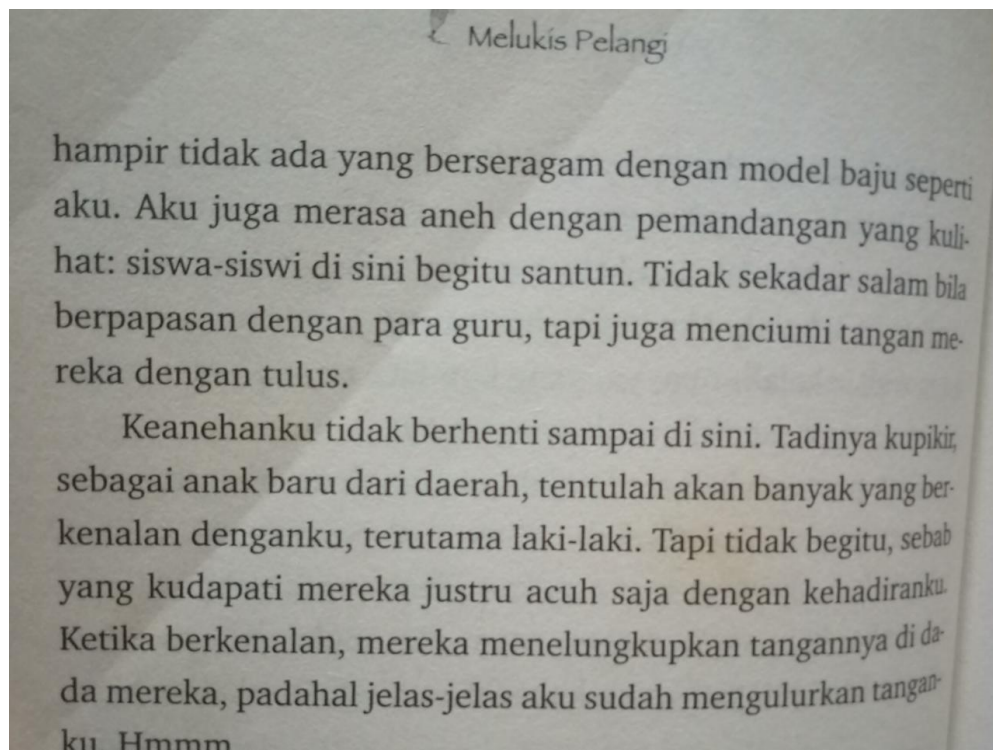 Melukis Pelangi
hampir tidak ada yang berseragam dengan model baju seperti
aku. Aku juga merasa aneh dengan pemandangan yang kuli-
hat: siswa-siswi di sini begitu santun. Tidak sekadar salam bila
berpapasan dengan para guru, tapi juga menciumi tangan me-
reka dengan tulus.
Keanehanku tidak berhenti sampai di sini. Tadinya kupikir,
sebagai anak baru dari daerah, tentulah akan banyak yang ber-
kenalan denganku, terutama laki-laki. Tapi tidak begitu, sebab
yang kudapati mereka justru acuh saja dengan kehadiranku.
Ketika berkenalan, mereka menelungkupkan tangannya di da-
da mereka, padahal jelas-jelas aku sudah mengulurkan tangan-
ku. Hmmm